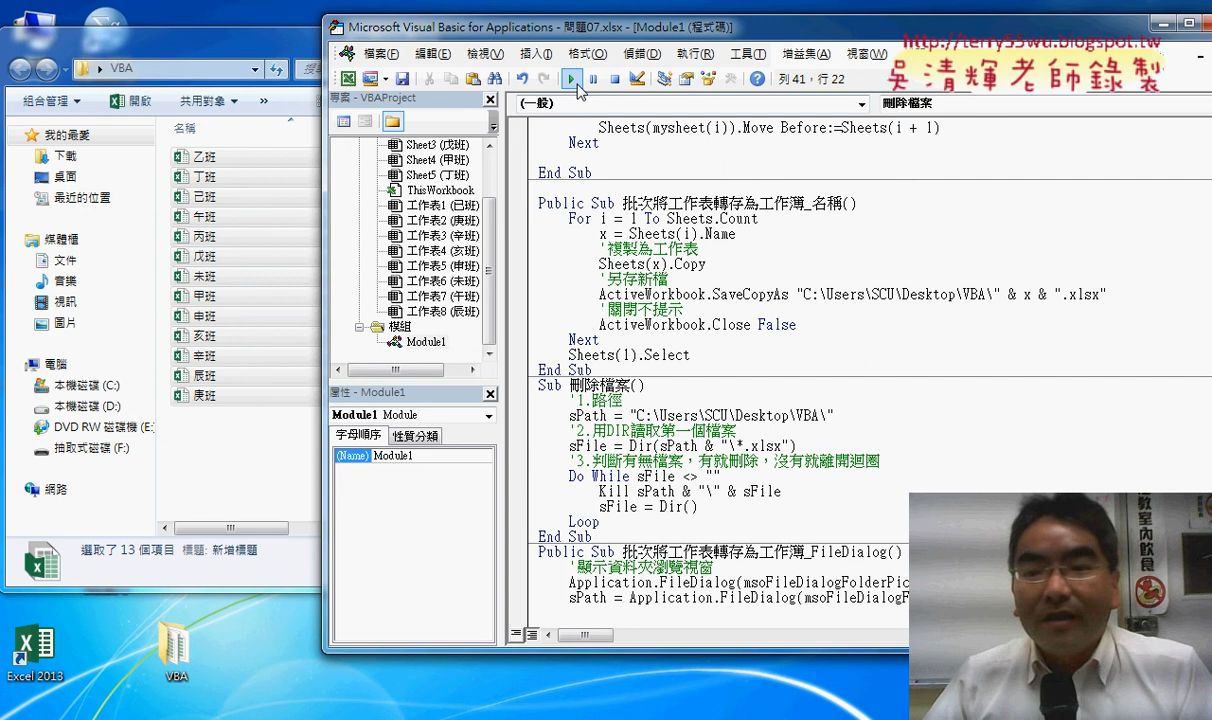 Microsoft Visual Basic for Applications - 問題07.xlsx - [Module1 (程式碼)]
http://terry55wu.blogspot.tw
吳清輝老師錄製
檔案(F) 編輯(E) 檢視(V) 插入(I) 格式(O) 偵錯(D) 執行(R) 工具(T) 增益集(A) 視窗(W)
列 41，行 22
VBA
組合管理 開啟 共用對象 »
我的最愛
下載
桌面
最近的位置
媒體櫃
文件
音樂
視訊
圖片
電腦
本機磁碟 (C:)
本機磁碟 (D:)
DVD RW 磁碟機 (E:
抽取式磁碟 (F:)
網路
名稱
乙班
丁班
己班
午班
丙班
戊班
未班
甲班
申班
亥班
辛班
辰班
庚班
選取了 13 個項目 標題: 新增標題
Excel 2013
VBA
專案 - VBAProject
Sheet3 (戊班)
Sheet4 (甲班)
Sheet5 (丁班)
ThisWorkbook
工作表1 (己班)
工作表2 (庚班)
工作表3 (辛班)
工作表4 (亥班)
工作表5 (申班)
工作表6 (未班)
工作表7 (午班)
工作表8 (辰班)
模組
Module1
屬性 - Module1
Module1 Module
字母順序 性質分類
(Name) Module1
(一般)
刪除檔案
Sheets(mysheet(i)).Move Before:=Sheets(i + 1)
Next
End Sub
Public Sub 批次將工作表轉存為工作簿_名稱()
For i = 1 To Sheets.Count
x = Sheets(i).Name
'複製為工作表
Sheets(x).Copy
'另存新檔
ActiveWorkbook.SaveCopyAs "C:\Users\SCU\Desktop\VBA\" & x & ".xlsx"
'關閉不提示
ActiveWorkbook.Close False
Next
Sheets(1).Select
End Sub
Sub 刪除檔案()
'1.路徑
sPath = "C:\Users\SCU\Desktop\VBA\"
'2.用DIR讀取第一個檔案
sFile = Dir(sPath & "\*.xlsx")
'3.判斷有無檔案，有就刪除，沒有就離開迴圈
Do While sFile <> ""
Kill sPath & "\" & sFile
sFile = Dir()
Loop
End Sub
Public Sub 批次將工作表轉存為工作簿_FileDialog()
'顯示資料夾瀏覽視窗
Application.FileDialog(msoFileDialogFolderPic
sPath = Application.FileDialog(msoFileDialogF
教室內飲食